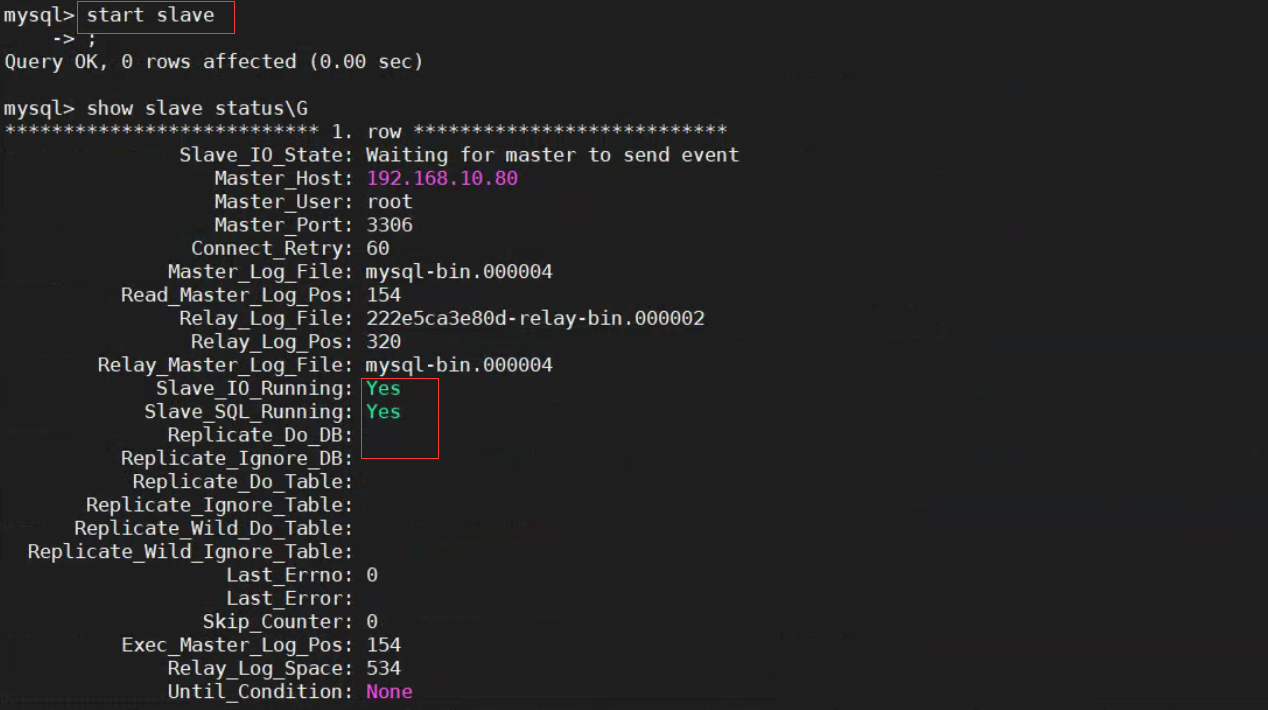 mysql> start slave
    -> ;
Query OK, 0 rows affected (0.00 sec)
mysql> show slave status\G
*************************** 1. row ***************************
Slave_IO_State: Waiting for master to send event
Master_Host: 192.168.10.80
Master_User: root
Master_Port: 3306
Connect_Retry: 60
Master_Log_File: mysql-bin.000004
Read_Master_Log_Pos: 154
Relay_Log_File: 222e5ca3e80d-relay-bin.000002
Relay_Log_Pos: 320
Relay_Master_Log_File: mysql-bin.000004
Slave_IO_Running: Yes
Slave_SQL_Running: Yes
Replicate_Do_DB:
Replicate_Ignore_DB:
Replicate_Do_Table:
Replicate_Ignore_Table:
Replicate_Wild_Do_Table:
Replicate_Wild_Ignore_Table:
Last_Errno: 0
Last_Error:
Skip_Counter: 0
Exec_Master_Log_Pos: 154
Relay_Log_Space: 534
Until_Condition: None